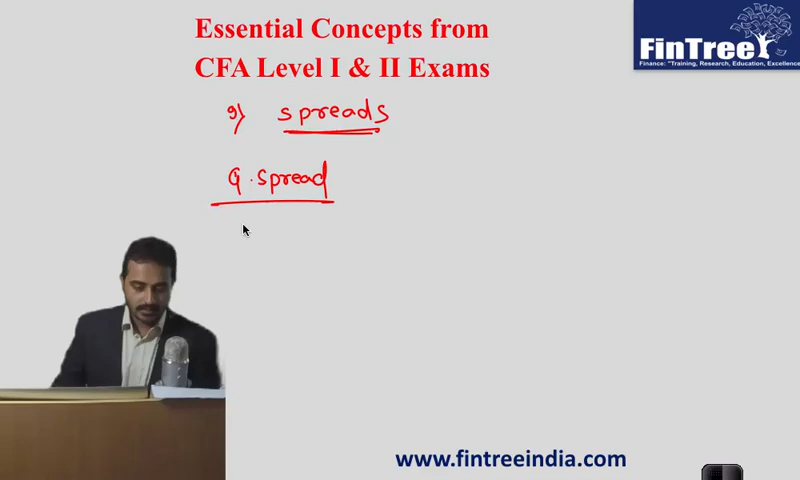 Essential Concepts from
CFA Level I & II Exams
FinTree
Finance: "Training, Research, Education, Excellence
9) spreads
G. spread
www.fintreeindia.com